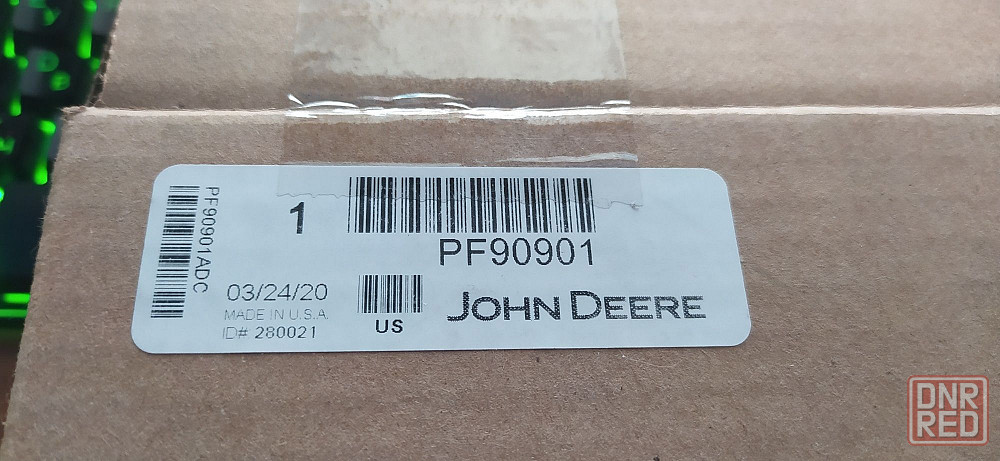 PF90901ADC
1
PF90901
03/24/20
MADE IN U.S.A.
ID# 280021
US
JOHN DEERE
DNR
RED